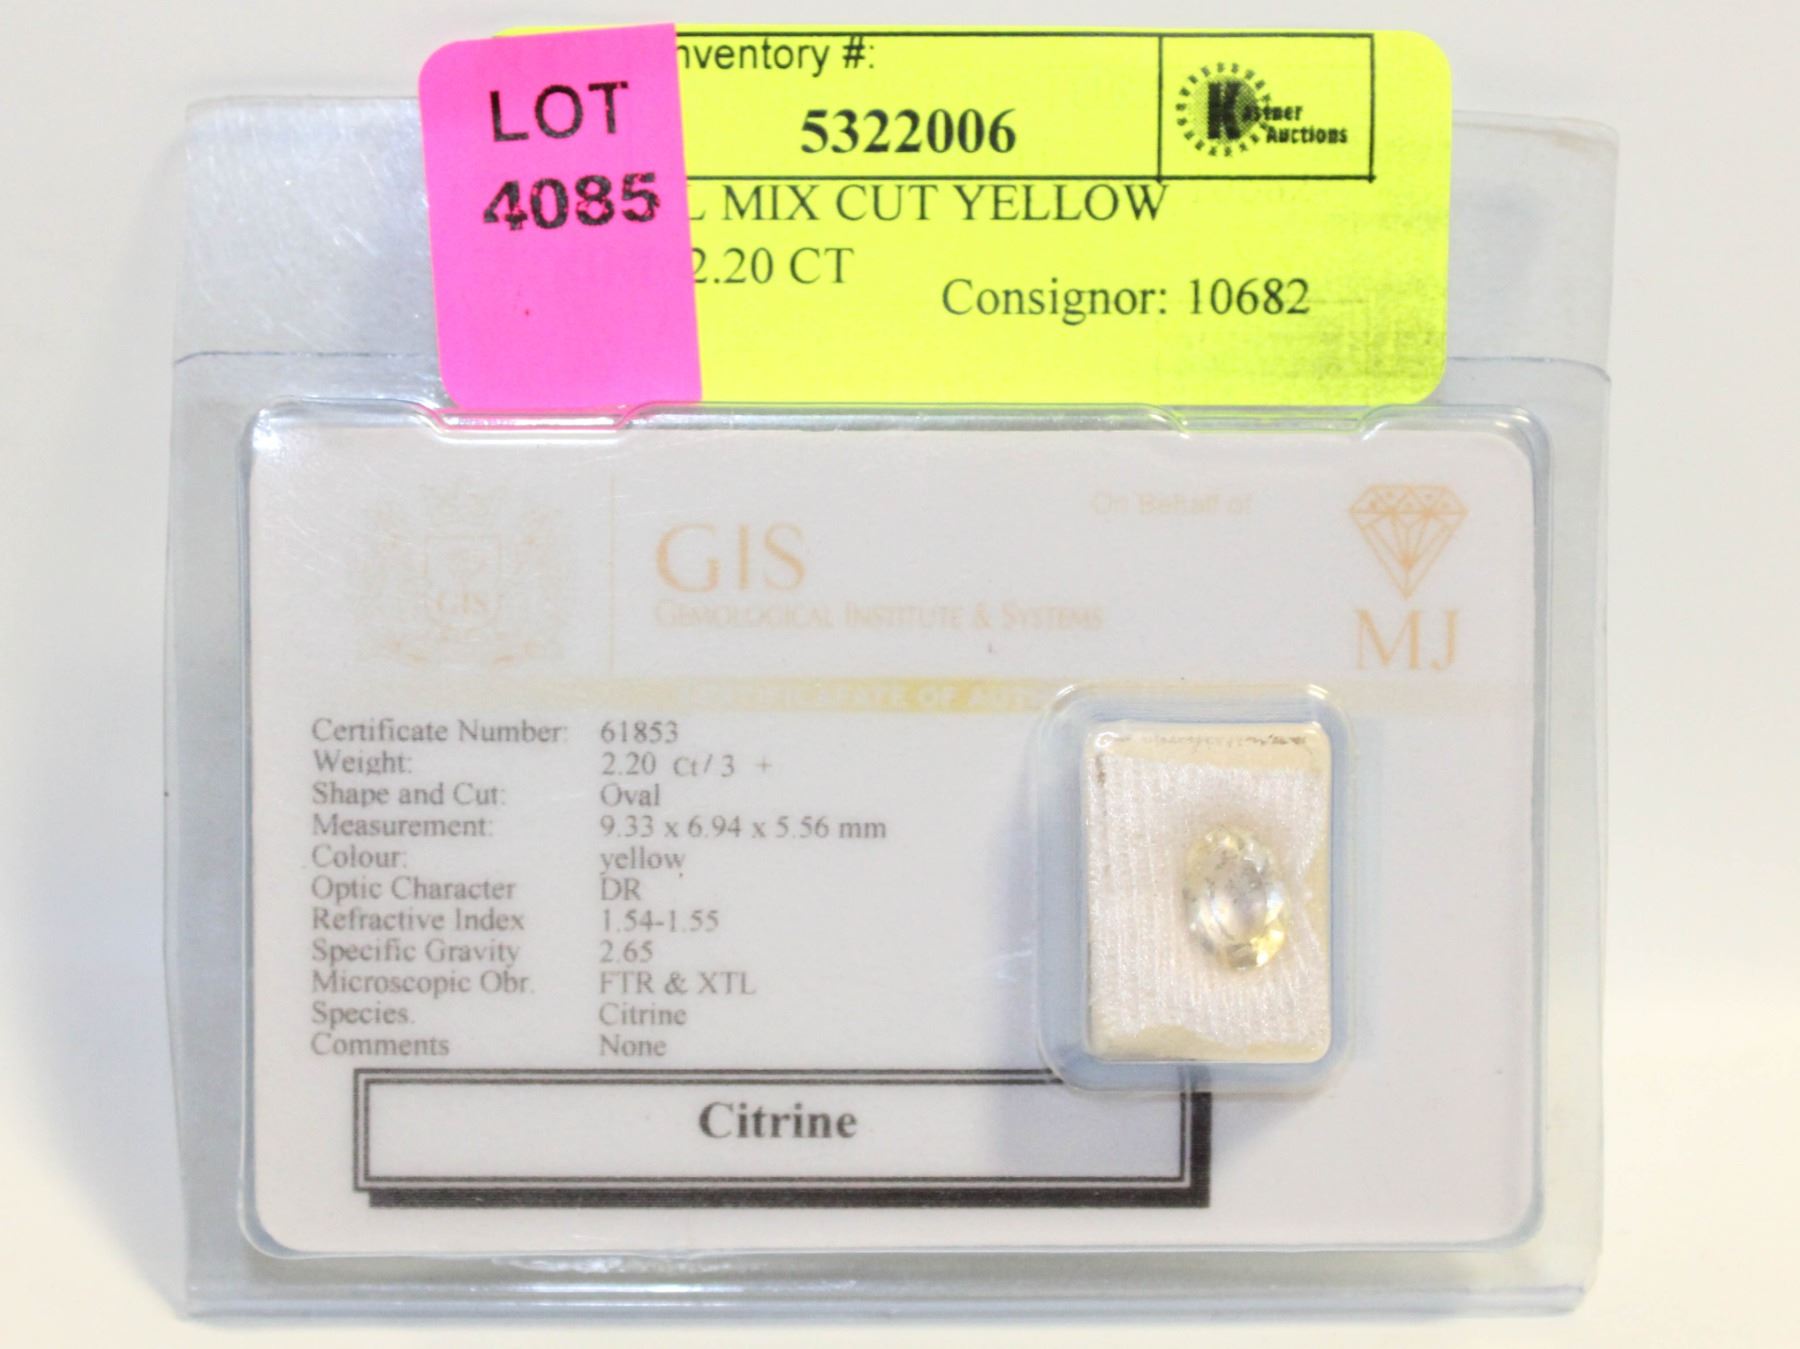 LOT
4085
nventory #:
5322006
Kastner
Auctions
L MIX CUT YELLOW
2.20 CT
Consignor: 10682
GIS
GIS
GEMOLOGICAL INSTITUTE & SYSTEMS
On Behalf of
MJ
Certificate Number: 61853
Weight: 2.20 Ct/ 3 +
Shape and Cut: Oval
Measurement: 9.33 x 6.94 x 5.56 mm
Colour: yellow
Optic Character DR
Refractive Index 1.54-1.55
Specific Gravity 2.65
Microscopic Obr. FTR & XTL
Species. Citrine
Comments None
Citrine